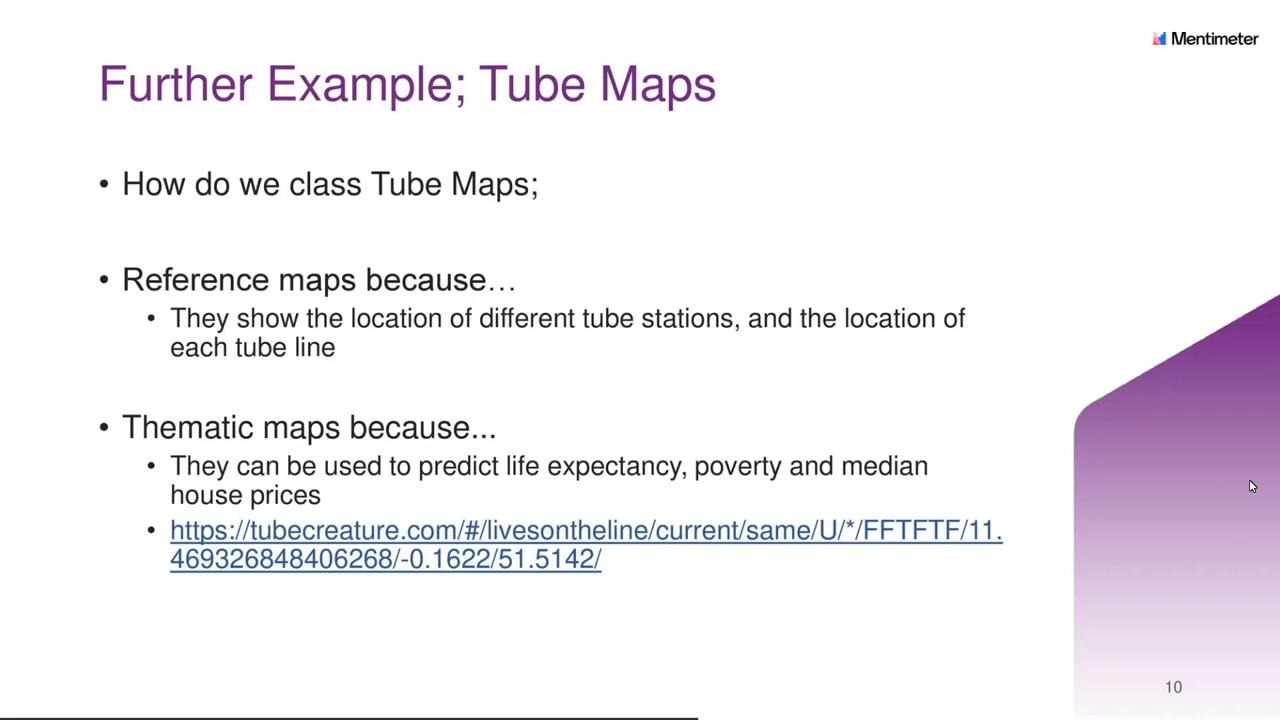 Mentimeter
Further Example; Tube Maps
• How do we class Tube Maps;
• Reference maps because…
• They show the location of different tube stations, and the location of
each tube line
• Thematic maps because...
• They can be used to predict life expectancy, poverty and median
house prices
• https://tubecreature.com/#/livesontheline/current/same/U/*/FFTFTF/11.
469326848406268/-0.1622/51.5142/
10